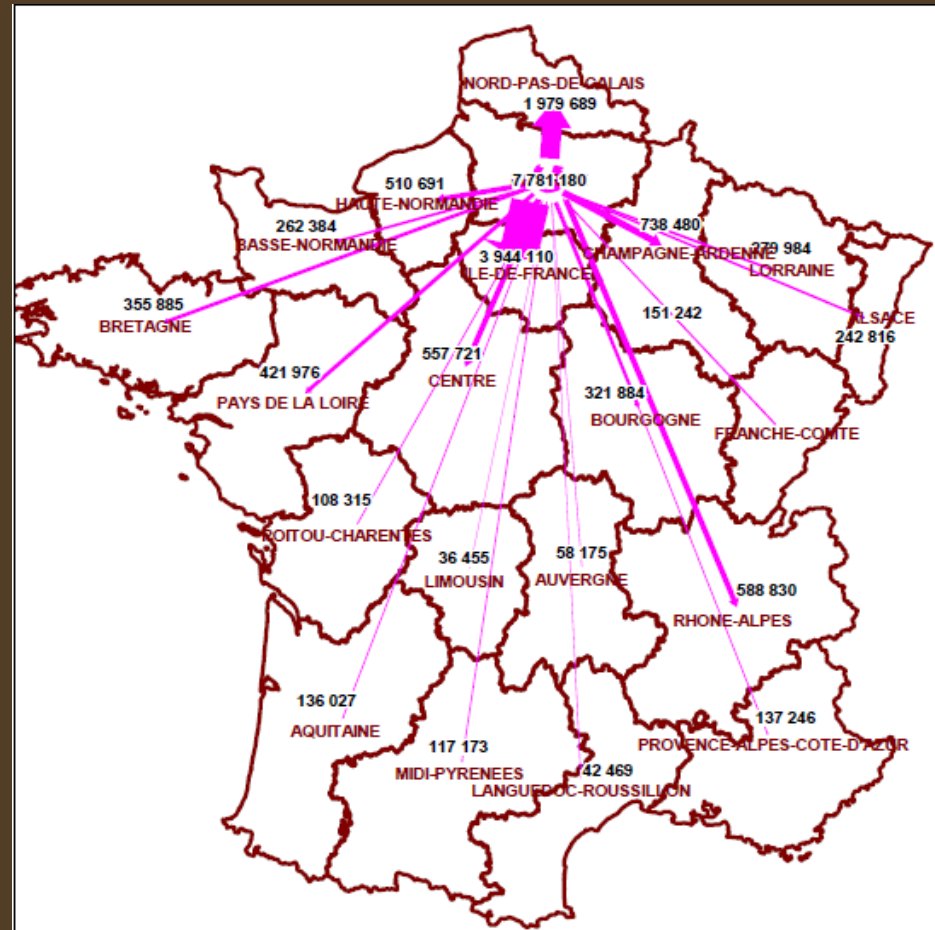 NORD-PAS-DE-CALAIS
1 979 689
7 781 180
510 691
HAUTE-NORMANDIE
262 384
BASSE-NORMANDIE
738 480
CHAMPAGNE-ARDENNE
279 984
LORRAINE
3 944 110
ILE-DE-FRANCE
355 885
BRETAGNE
151 242
ALSACE
242 816
557 721
CENTRE
421 976
PAYS DE LA LOIRE
321 884
BOURGOGNE
FRANCHE-COMTE
108 315
POITOU-CHARENTES
36 455
LIMOUSIN
58 175
AUVERGNE
588 830
RHONE-ALPES
136 027
AQUITAINE
137 246
PROVENCE-ALPES-COTE-D'AZUR
117 173
MIDI-PYRENEES
42 469
LANGUEDOC-ROUSSILLON